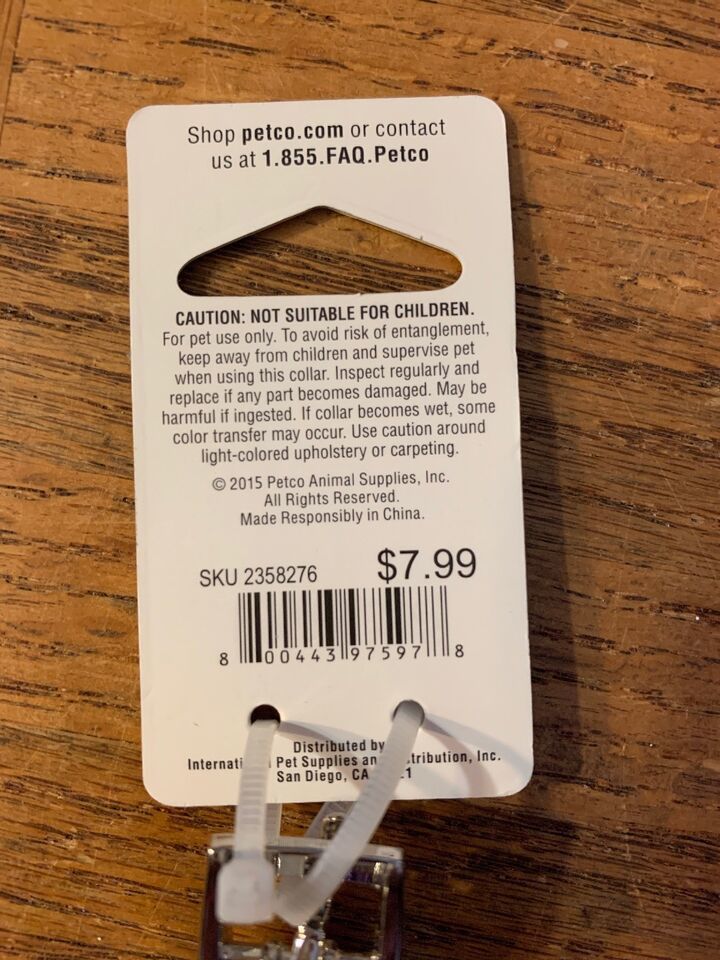 Shop petco.com or contact
us at 1.855.FAQ.Petco
CAUTION: NOT SUITABLE FOR CHILDREN.
For pet use only. To avoid risk of entanglement,
keep away from children and supervise pet
when using this collar. Inspect regularly and
replace if any part becomes damaged. May be
harmful if ingested. If collar becomes wet, some
color transfer may occur. Use caution around
light-colored upholstery or carpeting.
© 2015 Petco Animal Supplies, Inc.
All Rights Reserved.
Made Responsibly in China.
SKU 2358276 $7.99
8 00443 97597 8
Distributed by
Pet Supplies Inc.
San Diego, CA